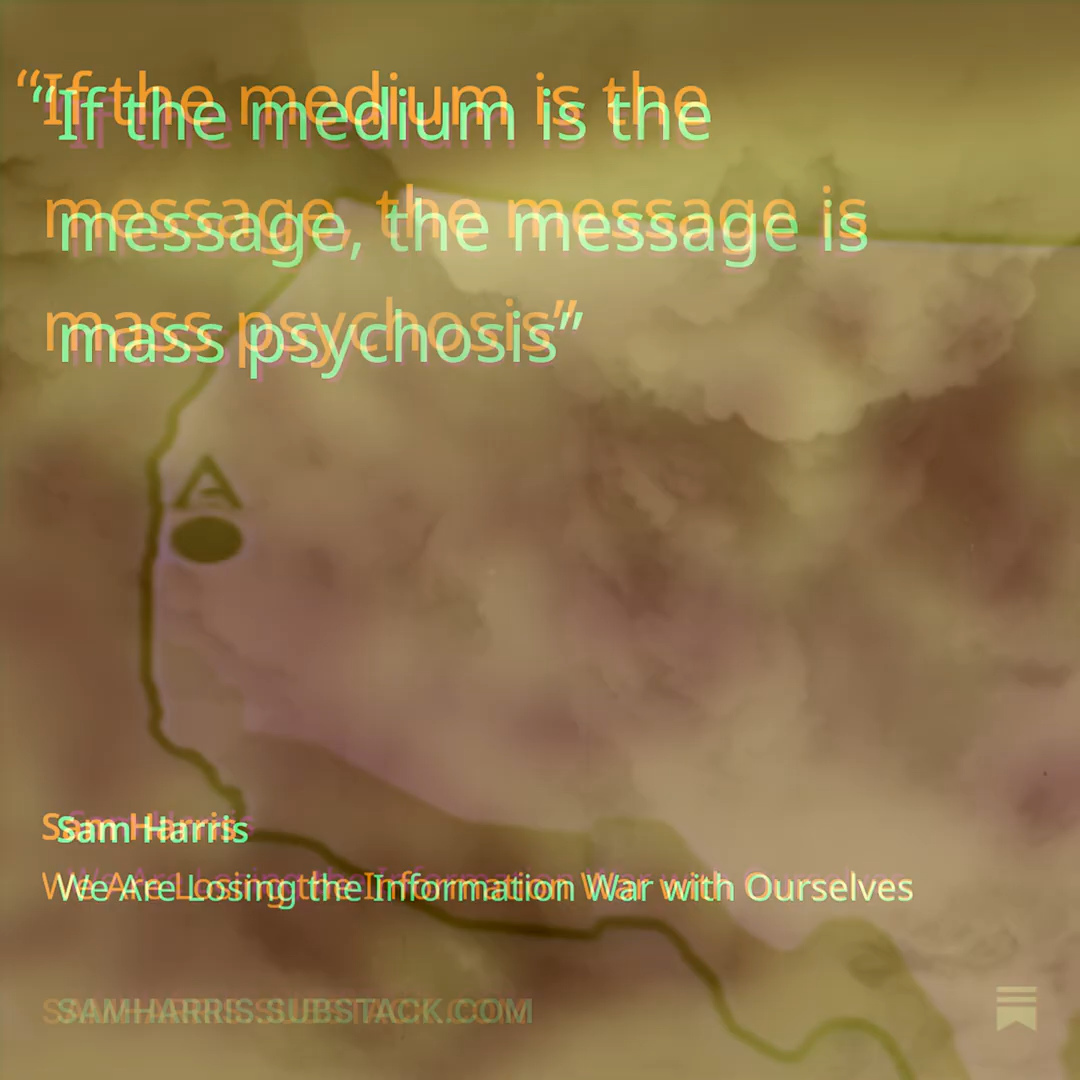 “If the medium is the
message, the message is
mass psychosis”
Sam Harris
We Are Losing the Information War with Ourselves
SAMHARRIS.SUBSTACK.COM